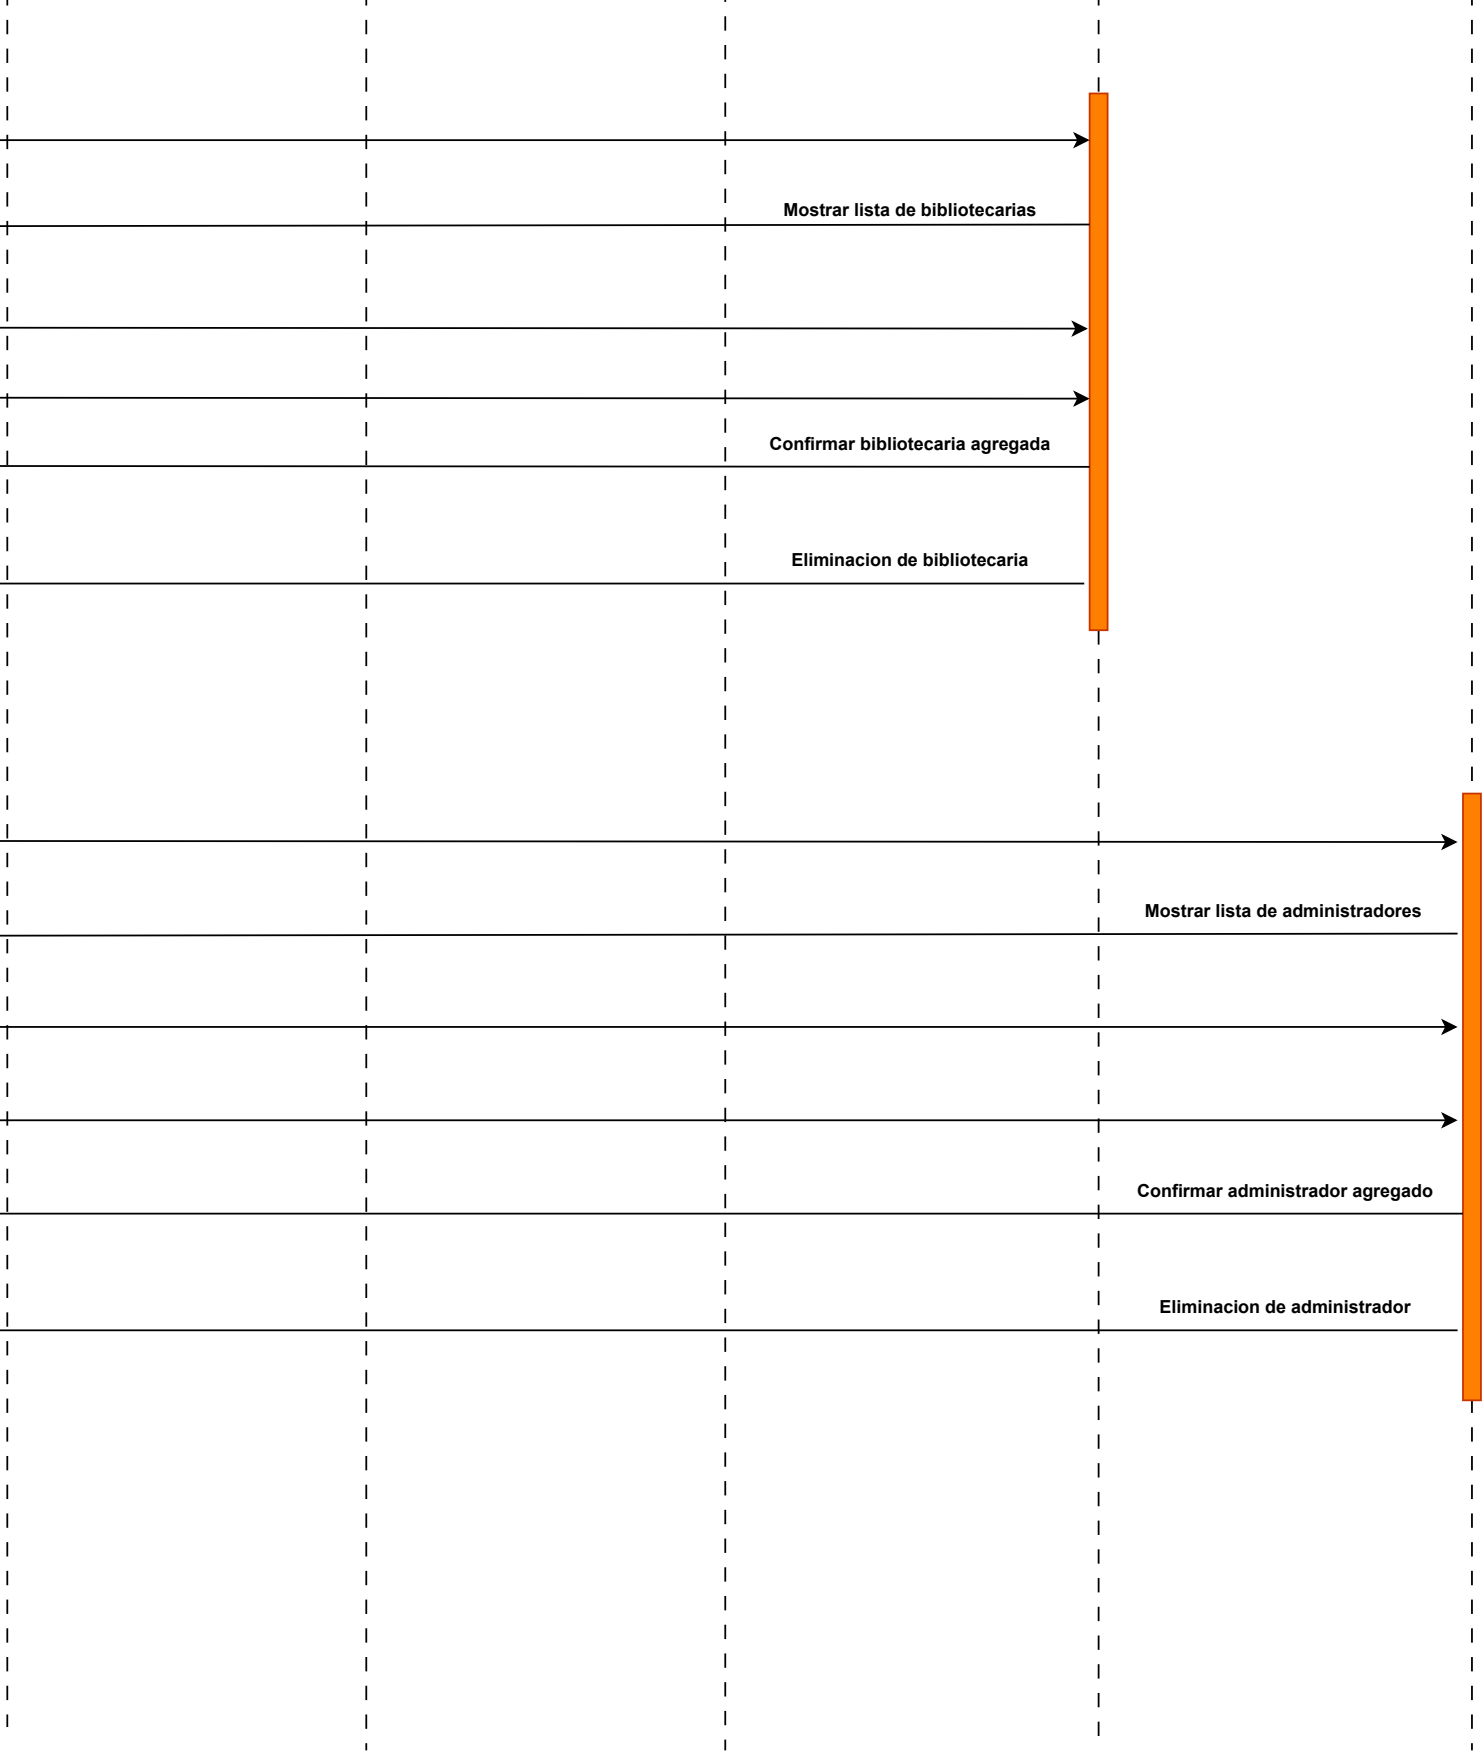 Mostrar lista de bibliotecarias
Confirmar bibliotecaria agregada
Eliminacion de bibliotecaria
Mostrar lista de administradores
Confirmar administrador agregado
Eliminacion de administrador